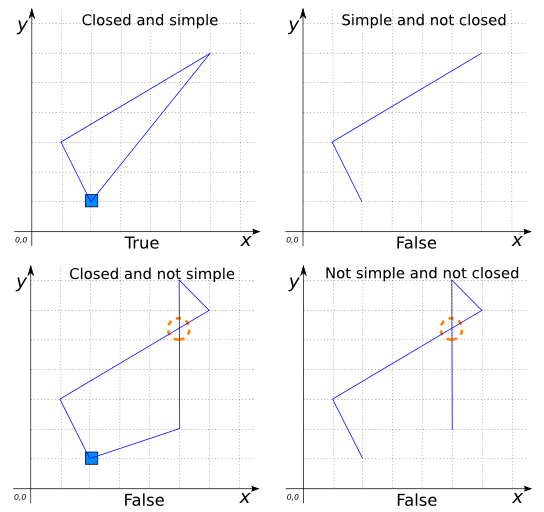 Closed and simple
y
0,0
True
x
Simple and not closed
y
0,0
False
x
Closed and not simple
y
0,0
False
x
Not simple and not closed
y
0,0
False
x